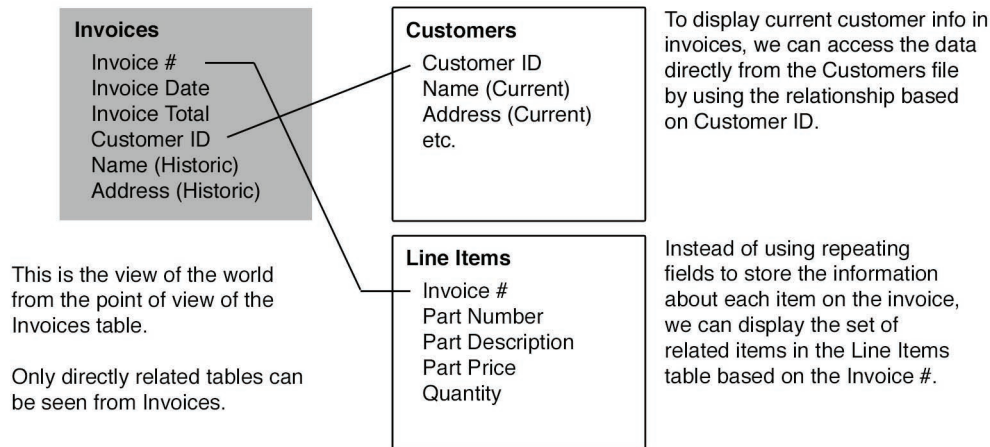 Invoices
Invoice #
Invoice Date
Invoice Total
Customer ID
Name (Historic)
Address (Historic)
Customers
Customer ID
Name (Current)
Address (Current)
etc.
To display current customer info in
invoices, we can access the data
directly from the Customers file
by using the relationship based
on Customer ID.
This is the view of the world
from the point of view of the
Invoices table.
Only directly related tables can
be seen from Invoices.
Line Items
Invoice #
Part Number
Part Description
Part Price
Quantity
Instead of using repeating
fields to store the information
about each item on the invoice,
we can display the set of
related items in the Line Items
table based on the Invoice #.